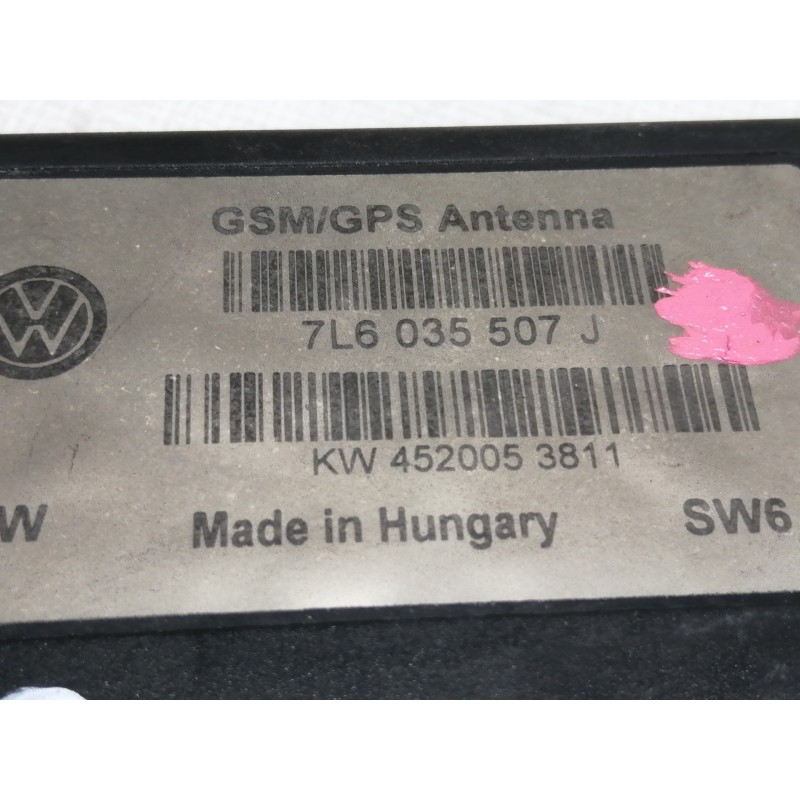 GSM/GPS Antenna
7L6 035 507 J
KW 452005 3811
W Made in Hungary SW6